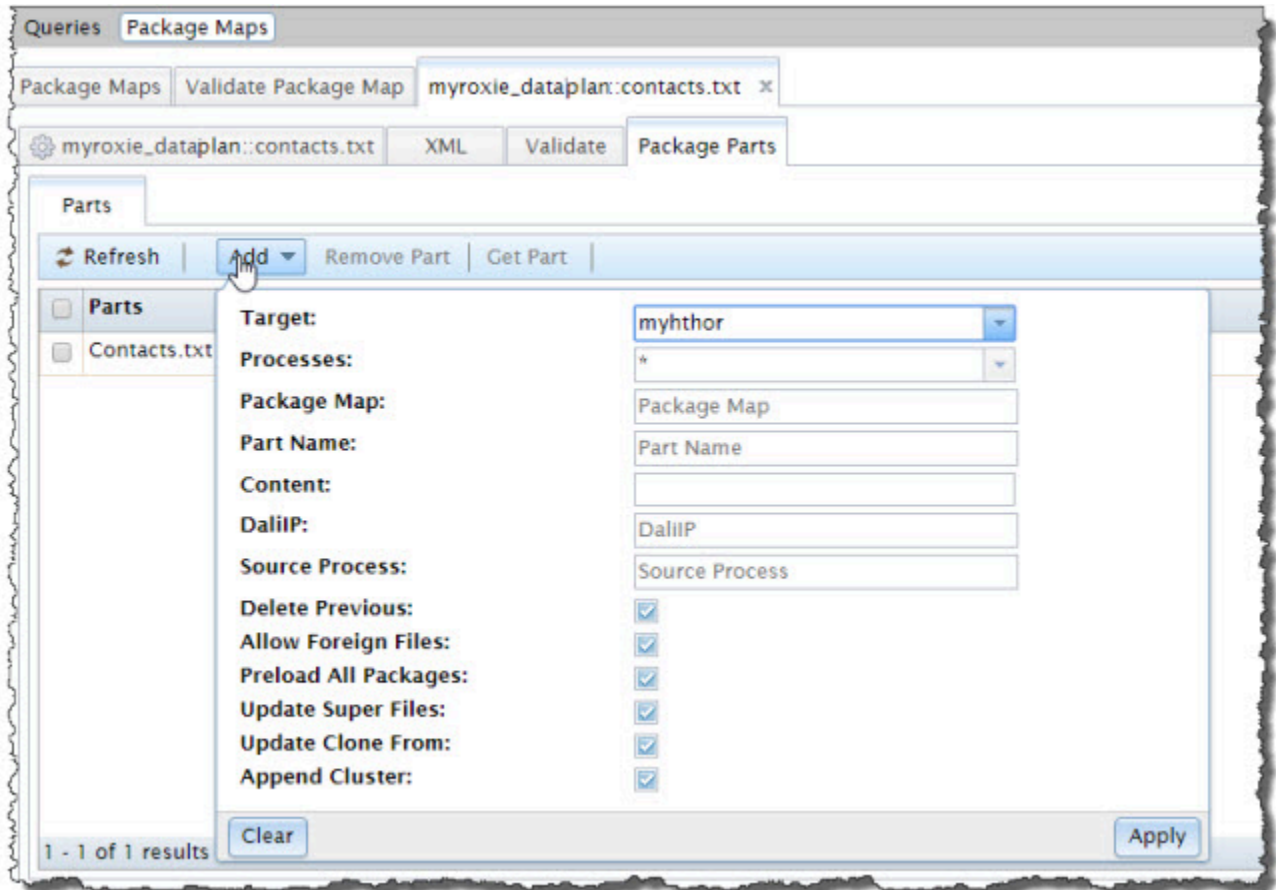 Queries Package Maps
Package Maps Validate Package Map myroxie_dataplan::contacts.txt x
myroxie_dataplan::contacts.txt XML Validate Package Parts
Parts
Refresh Add Remove Part Get Part
Parts
Contacts.txt
Target: myhthor
Processes: *
Package Map: Package Map
Part Name: Part Name
Content:
DaliIP: DaliIP
Source Process: Source Process
Delete Previous:
Allow Foreign Files:
Preload All Packages:
Update Super Files:
Update Clone From:
Append Cluster:
Clear Apply
1 - 1 of 1 results